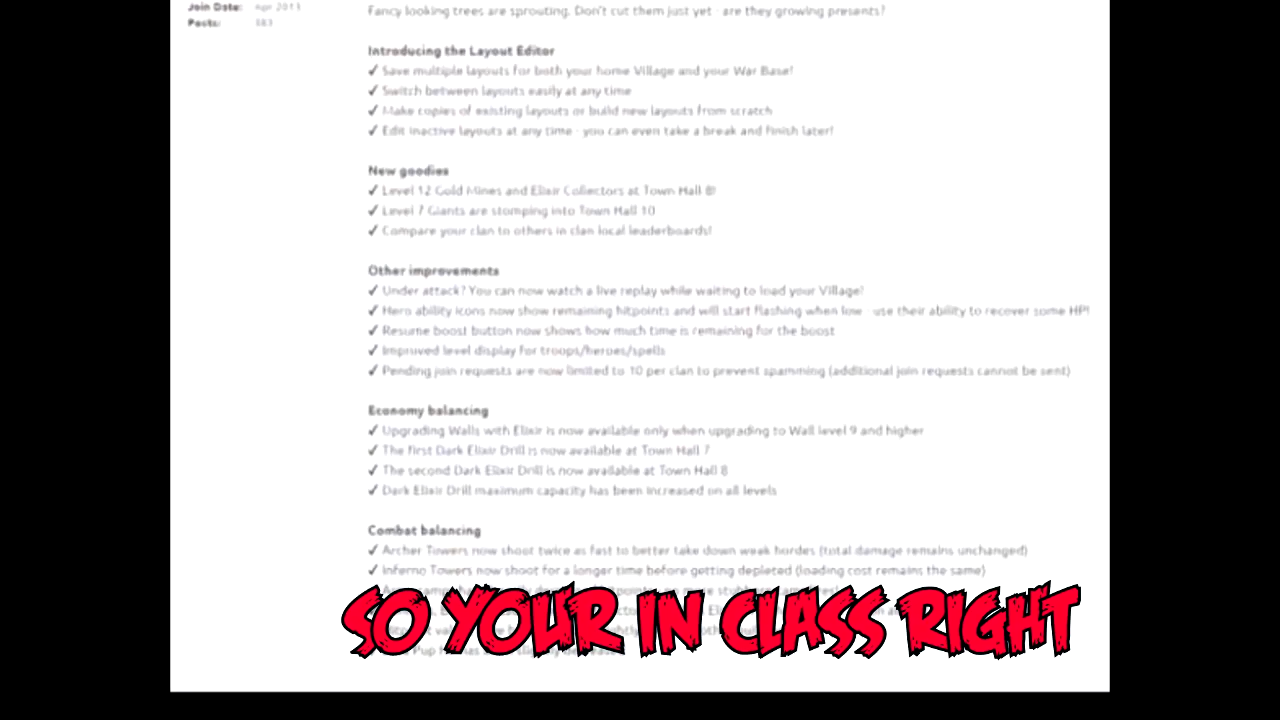 Join Date: Apr 2013
Posts: 583
Fancy looking trees are sprouting. Don't cut them just yet - are they growing presents?
Introducing the Layout Editor
✓ Save multiple layouts for both your home Village and your War Base!
✓ Switch between layouts easily at any time
✓ Make copies of existing layouts or build new layouts from scratch
✓ Edit inactive layouts at any time - you can even take a break and finish later!
New goodies
✓ Level 12 Gold Mines and Elixir Collectors at Town Hall 8!
✓ Level 7 Giants are stomping into Town Hall 10
✓ Compare your clan to others in clan local leaderboards!
Other improvements
✓ Under attack? You can now watch a live replay while waiting to load your Village!
✓ Hero ability icons now show remaining hitpoints and will start flashing when low - use their ability to recover some HP!
✓ Resume boost button now shows how much time is remaining for the boost
✓ Improved level display for troops/heroes/spells
✓ Pending join requests are now limited to 10 per clan to prevent spamming (additional join requests cannot be sent)
Economy balancing
✓ Upgrading Walls with Elixir is now available only when upgrading to Wall level 9 and higher
✓ The first Dark Elixir Drill is now available at Town Hall 7
✓ The second Dark Elixir Drill is now available at Town Hall 8
✓ Dark Elixir Drill maximum capacity has been increased on all levels
Combat balancing
✓ Archer Towers now shoot twice as fast to better take down weak hordes (total damage remains unchanged)
✓ Inferno Towers now shoot for a longer time before getting depleted (loading cost remains the same)
SO YOUR IN CLASS RIGHT